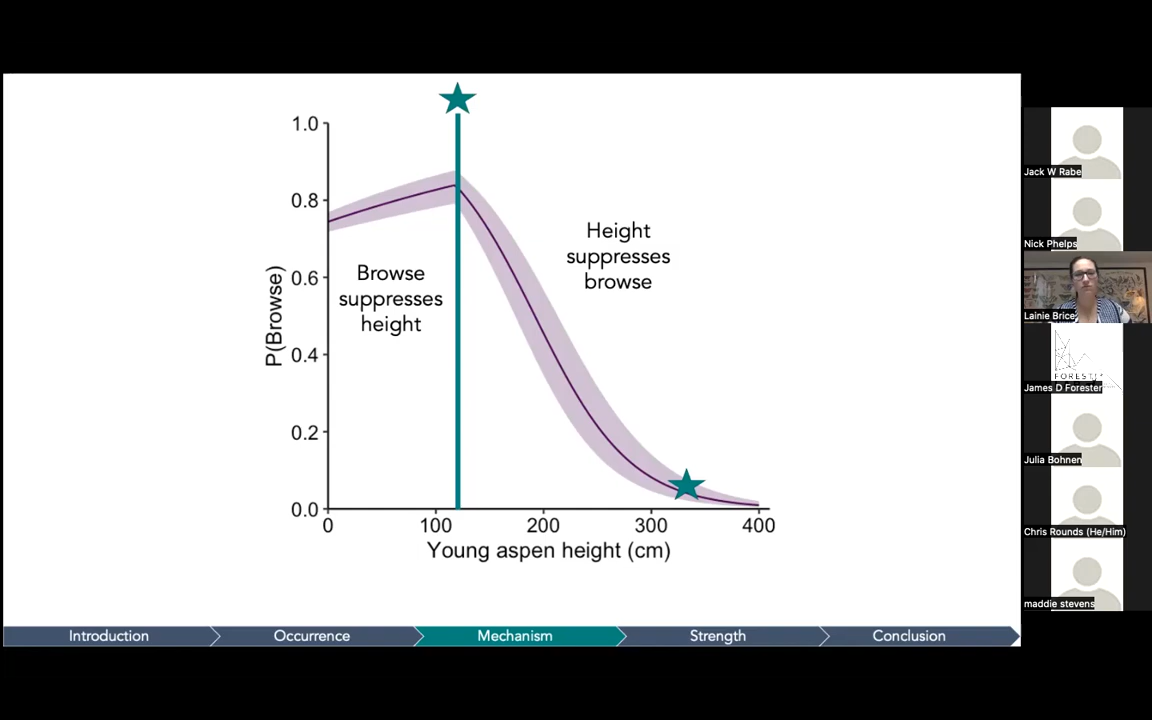 1.0
0.8
0.6
0.4
0.2
0.0
P(Browse)
Browse
suppresses
height
Height
suppresses
browse
0 100 200 300 400
Young aspen height (cm)
Introduction Occurrence Mechanism Strength Conclusion
Jack W Rabe
Nick Phelps
Lainie Brice
FOREST
James D Forester
Julia Bohnen
Chris Rounds (He/Him)
maddie stevens